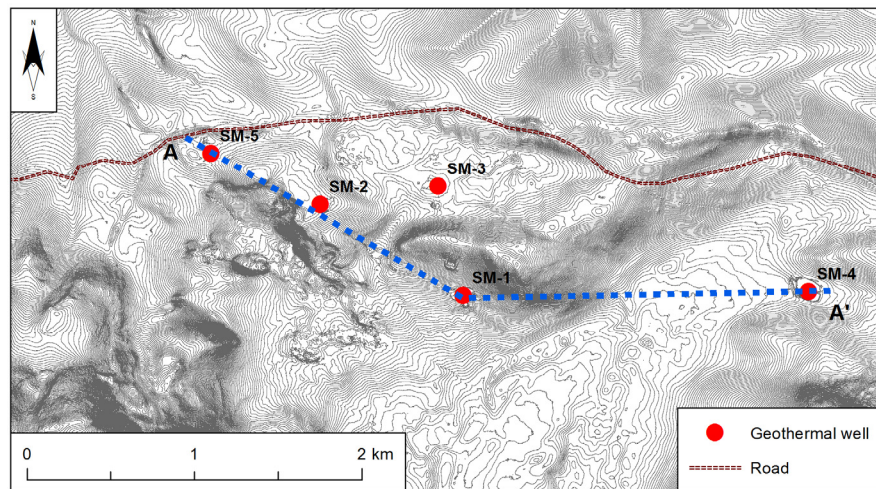 N
S
SM-5
A
SM-3
SM-2
SM-1
SM-4
A'
0 1 2 km
Geothermal well
Road